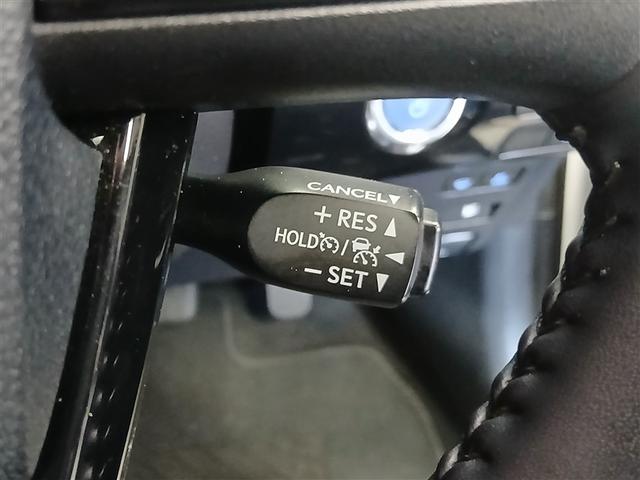 CANCEL▼
+ RES ▲
HOLD / ◀
− SET ▼